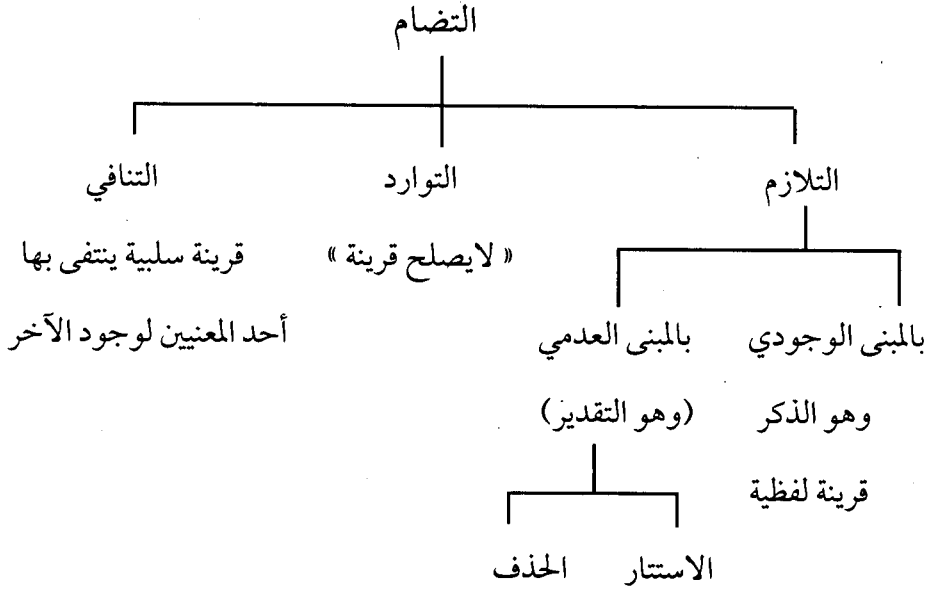 التضام
التلازم
التوارد
التنافي
« لايصلح قرينة »
قرينة سلبية ينتفى بها
أحد المعنيين لوجود الآخر
بالمبنى الوجودي
بالمبنى العدمي
وهو الذكر
(وهو التقدير)
قرينة لفظية
الاستتار
الحذف